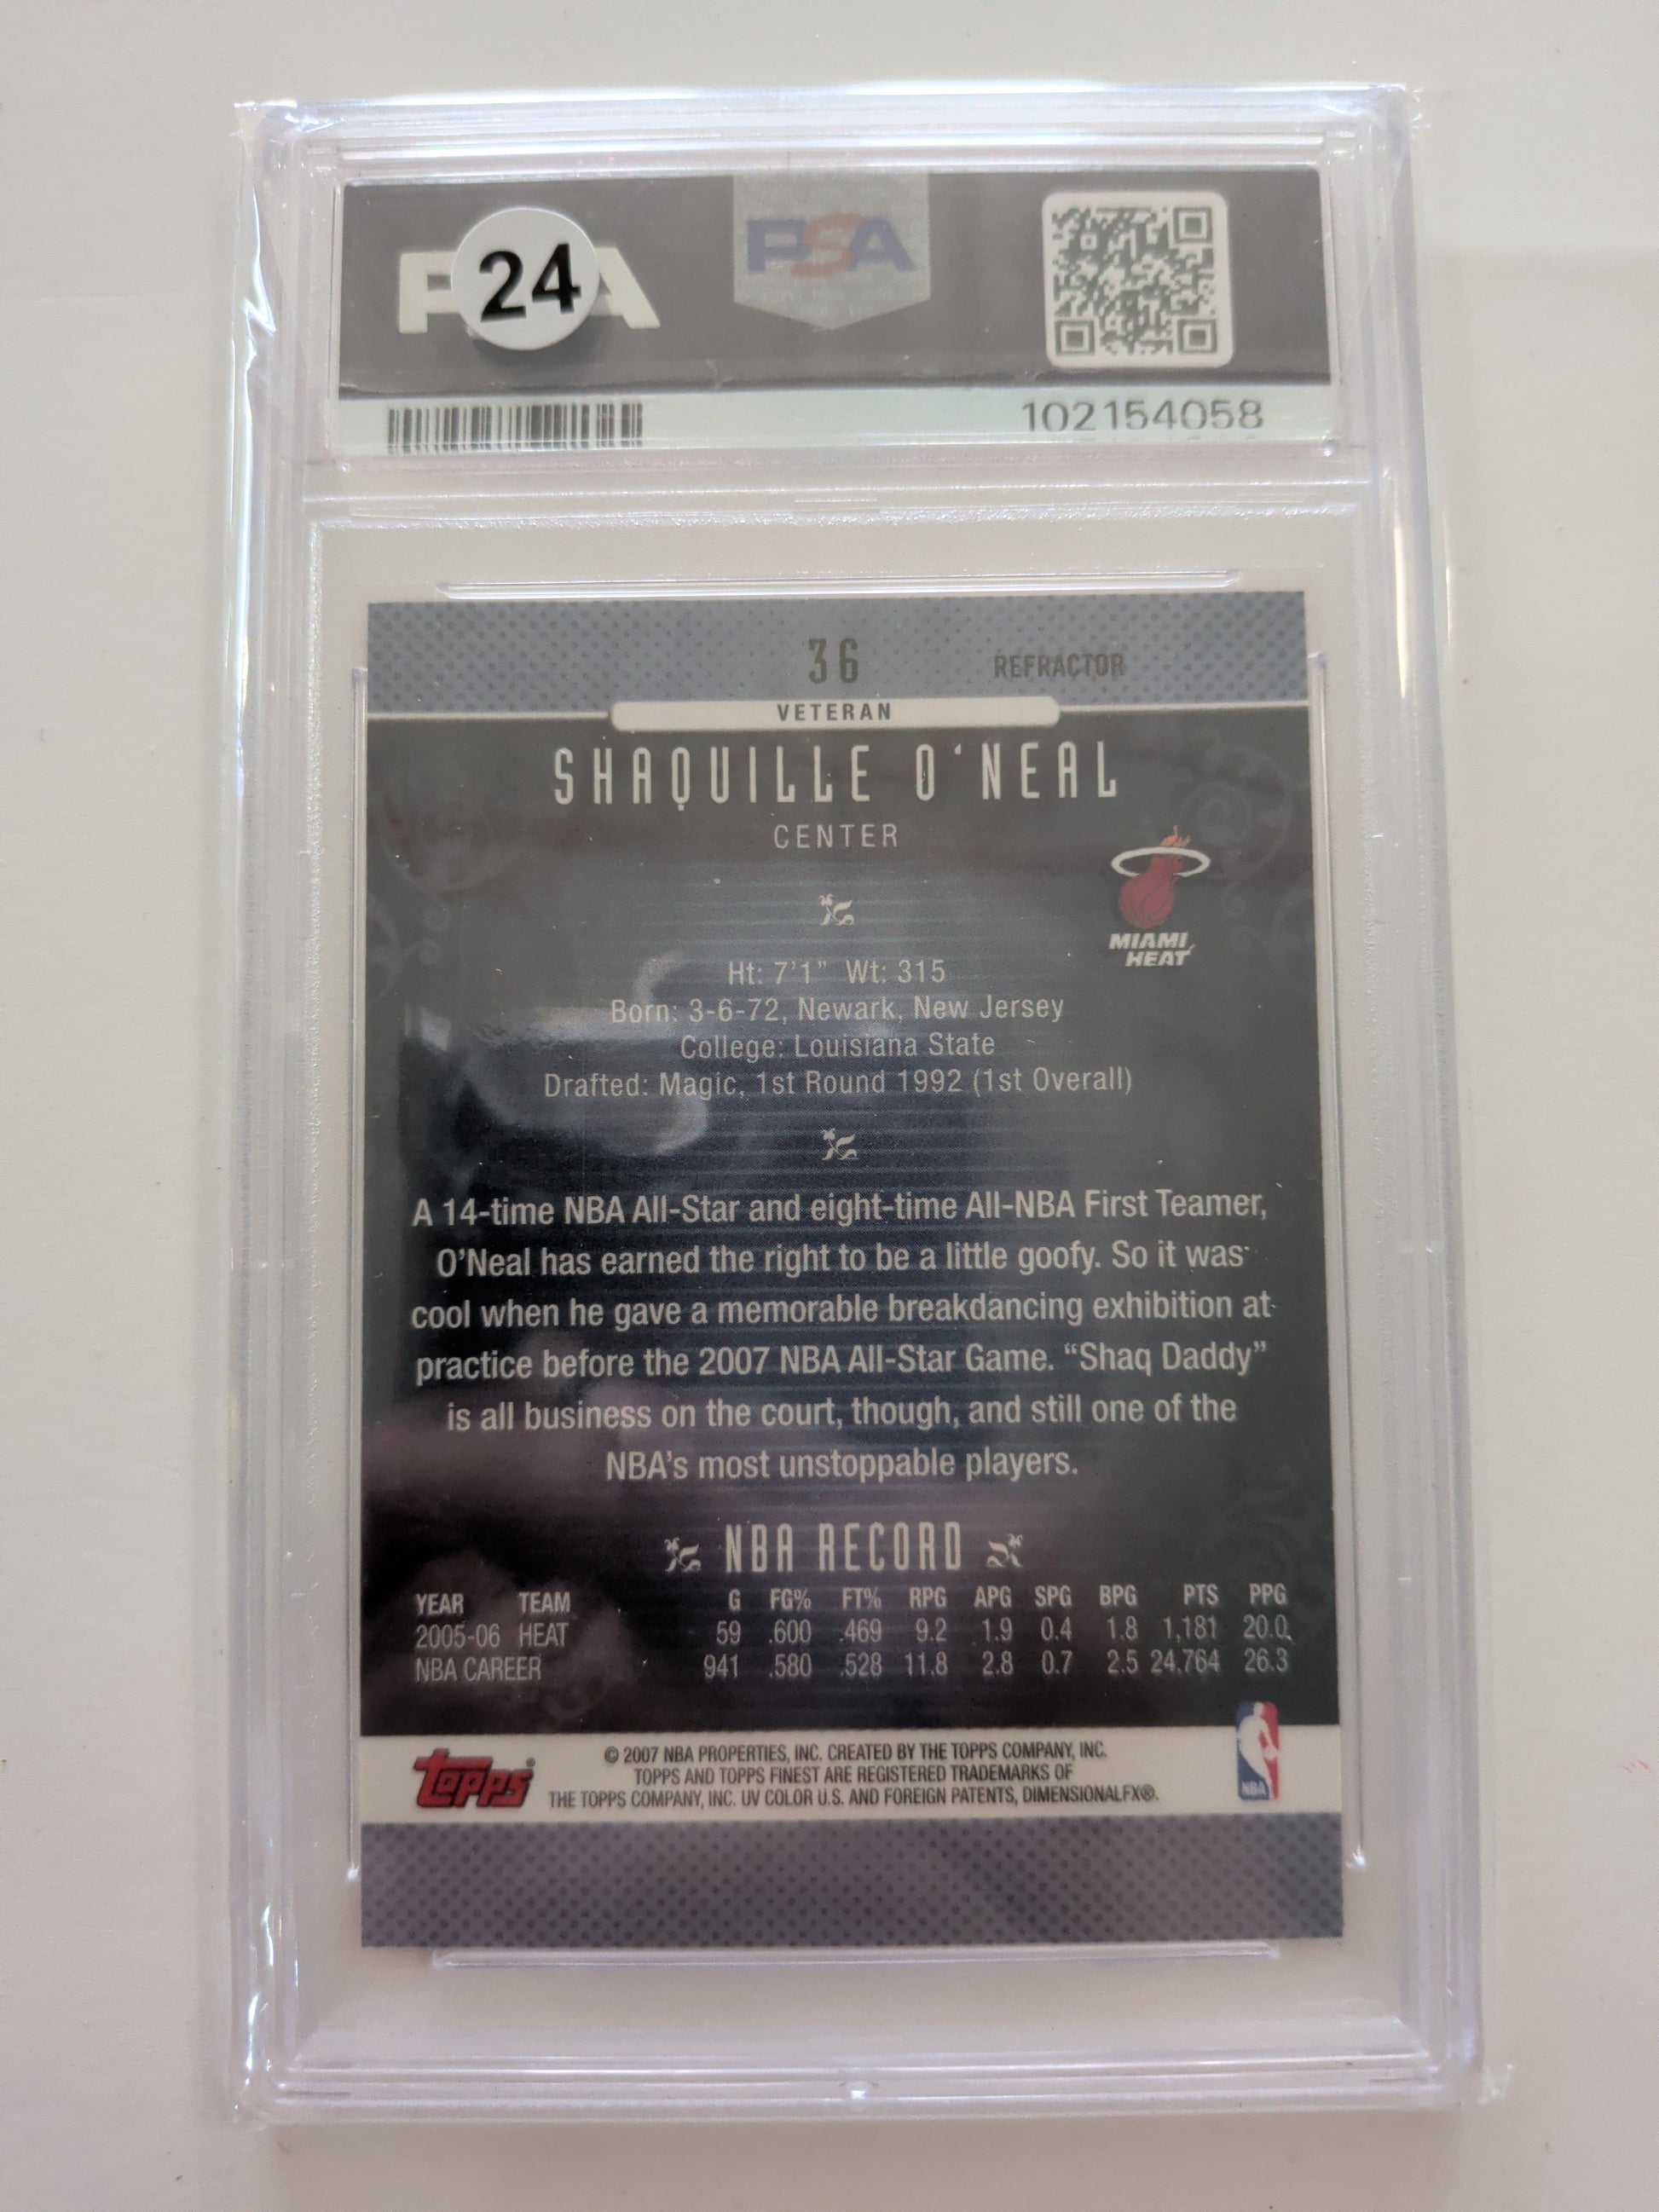 24
PSA
102154058
36 REFRACTOR
VETERAN
SHAQUILLE O'NEAL
CENTER
MIAMI
HEAT
Ht: 7'1" Wt: 315
Born: 3-6-72, Newark, New Jersey
College: Louisiana State
Drafted: Magic, 1st Round 1992 (1st Overall)
A 14-time NBA All-Star and eight-time All-NBA First Teamer,
O'Neal has earned the right to be a little goofy. So it was
cool when he gave a memorable breakdancing exhibition at
practice before the 2007 NBA All-Star Game. “Shaq Daddy”
is all business on the court, though, and still one of the
NBA's most unstoppable players.
NBA RECORD
YEAR TEAM G FG% FT% RPG APG SPG BPG PTS PPG
2005-06 HEAT 59 .600 .469 9.2 1.9 0.4 1.8 1,181 20.0
NBA CAREER 941 .580 .528 11.8 2.8 0.7 2.5 24,764 26.3
topps®
© 2007 NBA PROPERTIES, INC. CREATED BY THE TOPPS COMPANY, INC.
TOPPS AND TOPPS FINEST ARE REGISTERED TRADEMARKS OF
THE TOPPS COMPANY, INC. UV COLOR U.S. AND FOREIGN PATENTS, DIMENSIONALFX®.
NBA